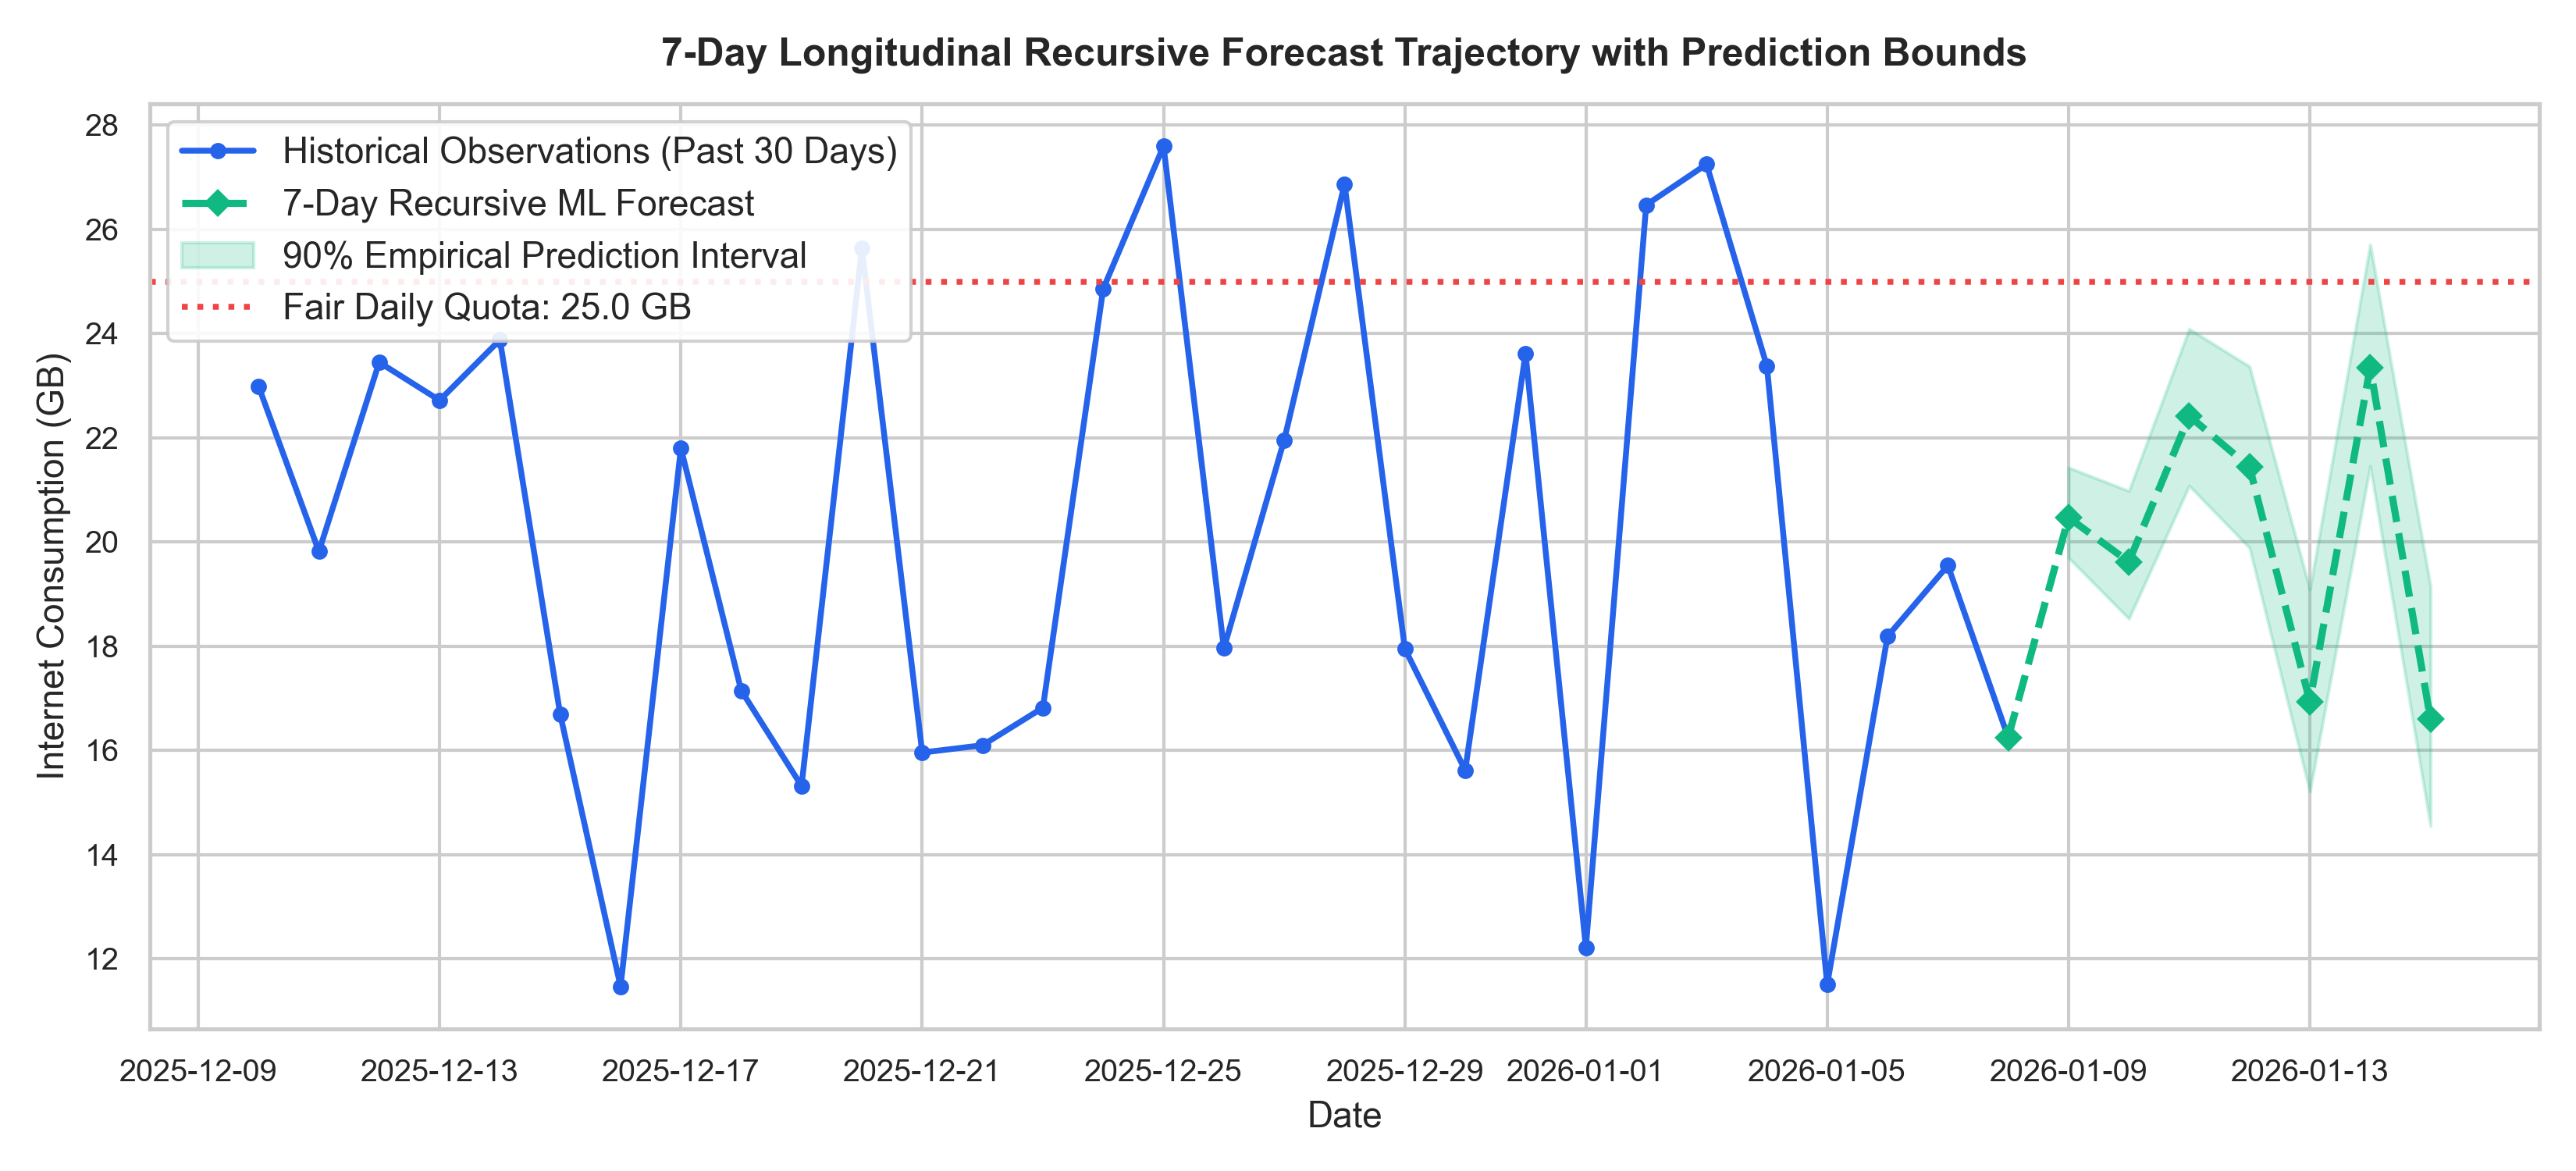 7-Day Longitudinal Recursive Forecast Trajectory with Prediction Bounds
Historical Observations (Past 30 Days)
7-Day Recursive ML Forecast
90% Empirical Prediction Interval
Fair Daily Quota: 25.0 GB
Internet Consumption (GB)
28
26
24
22
20
18
16
14
12
2025-12-09 2025-12-13 2025-12-17 2025-12-21 2025-12-25 2025-12-29 2026-01-01 2026-01-05 2026-01-09 2026-01-13
Date